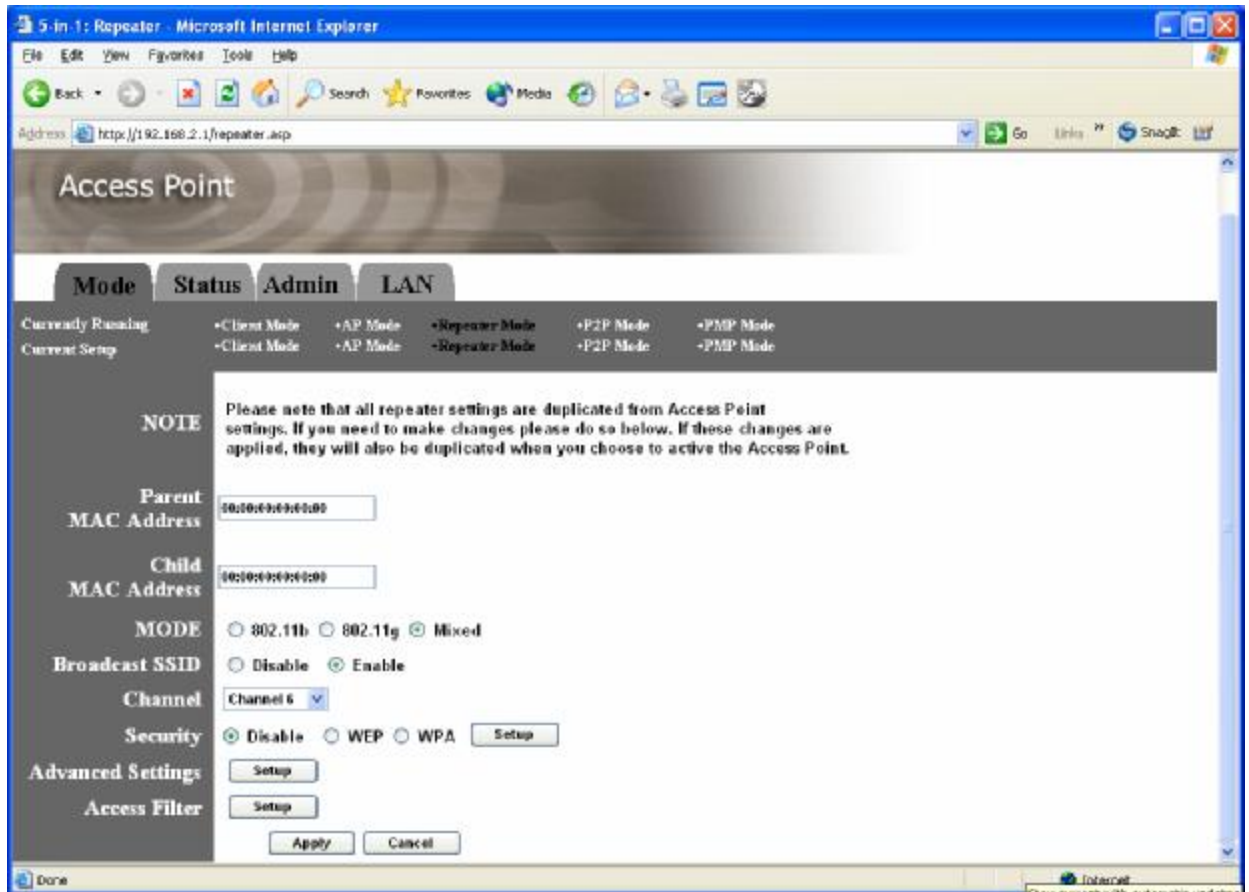 5-in-1: Repeater - Microsoft Internet Explorer
File Edit View Favorites Tools Help
Back Search Favorites Media
Address http://192.168.2.1/repeater.asp Go Links » SnagIt
Access Point
Mode Status Admin LAN
Currently Running •Client Mode •AP Mode •Repeater Mode •P2P Mode •PMP Mode
Current Setup •Client Mode •AP Mode •Repeater Mode •P2P Mode •PMP Mode
NOTE
Please note that all repeater settings are duplicated from Access Point
settings. If you need to make changes please do so below. If these changes are
applied, they will also be duplicated when you choose to active the Access Point.
Parent
MAC Address 00:00:00:00:00:00
Child
MAC Address 00:00:00:00:00:00
MODE 802.11b 802.11g Mixed
Broadcast SSID Disable Enable
Channel Channel 6
Security Disable WEP WPA Setup
Advanced Settings Setup
Access Filter Setup
Apply Cancel
Done Internet